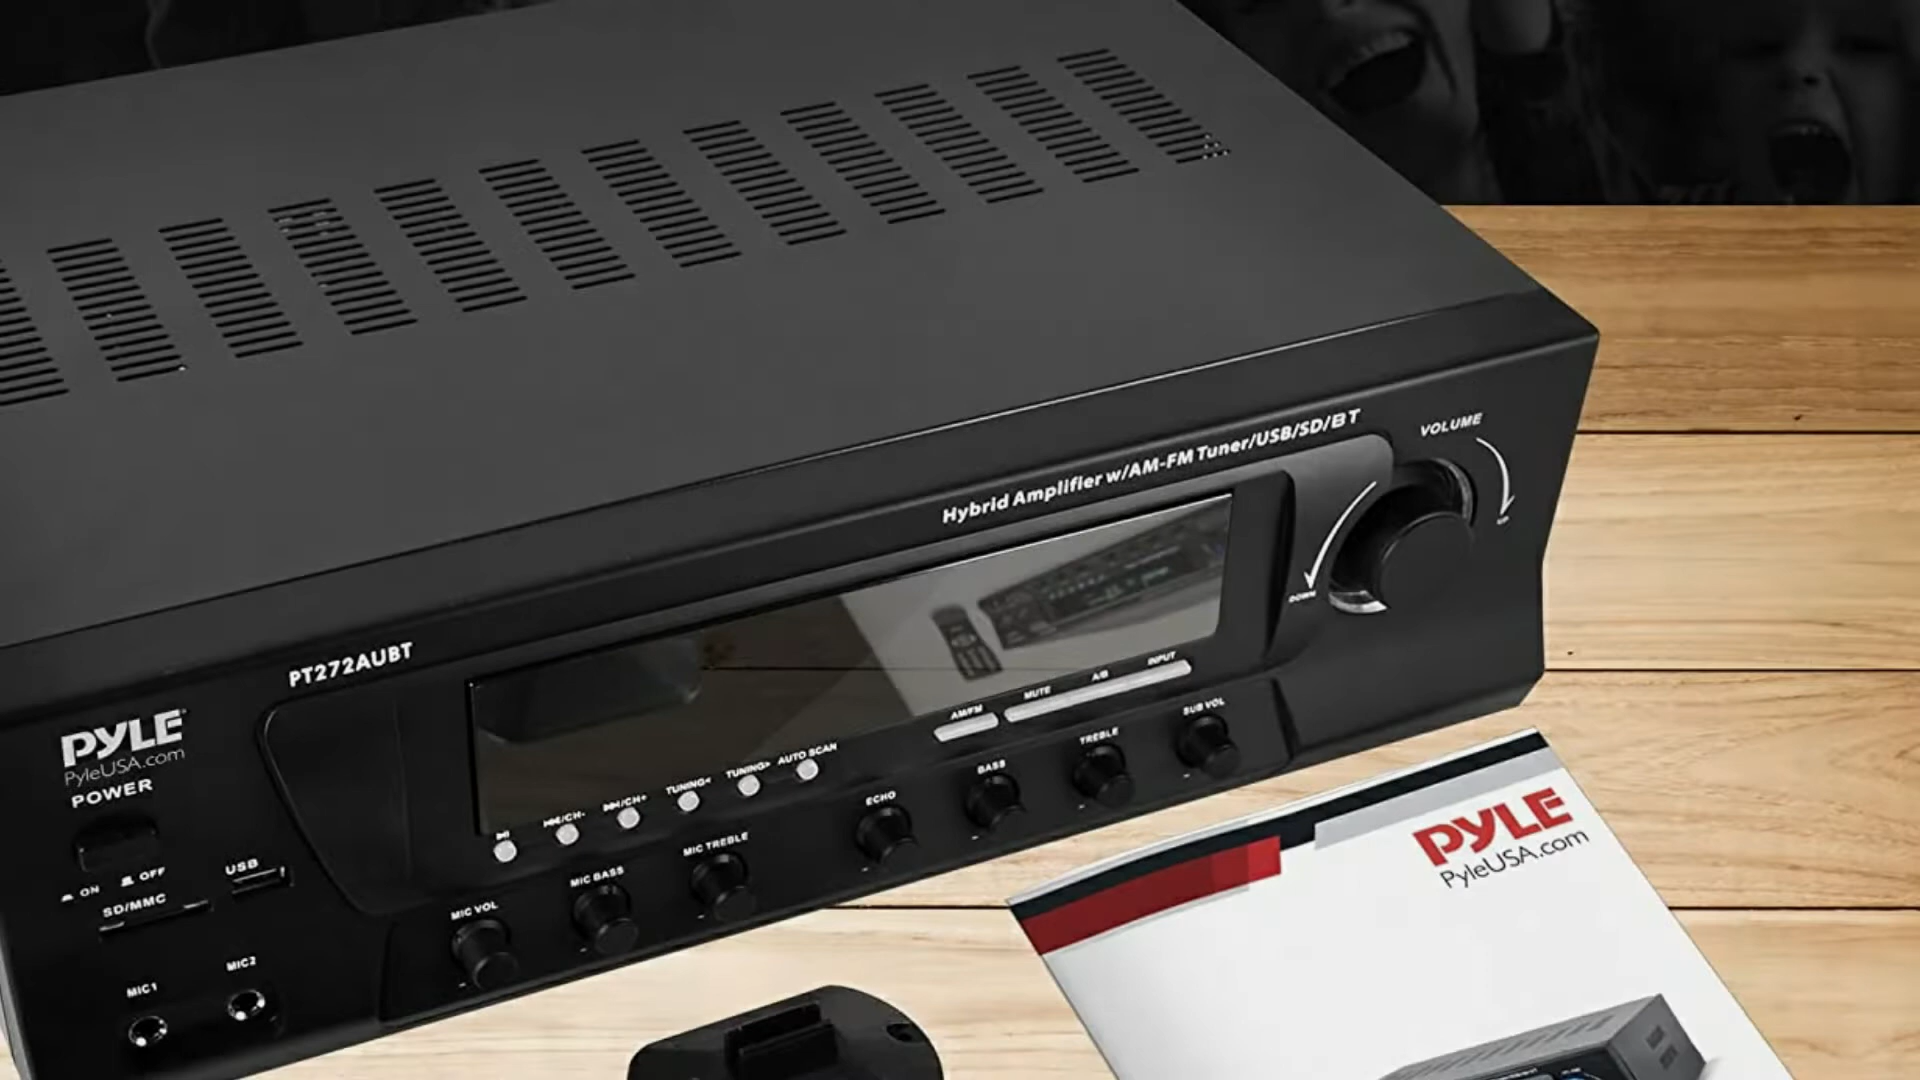 VOLUME
UP
DOWN
Hybrid Amplifier w/AM-FM Tuner/USB/SD/BT
PT272AUBT
PYLE
PyleUSA.com
POWER
ON
OFF
USB
SD/MMC
MIC1
MIC2
INPUT
A/B
MUTE
AM/FM
AUTO SCAN
TUNING>
TUNING<
▶▶I/CH+
I◀◀/CH-
▶II
SUB VOL
TREBLE
BASS
ECHO
MIC TREBLE
MIC BASS
MIC VOL
PYLE
PyleUSA.com